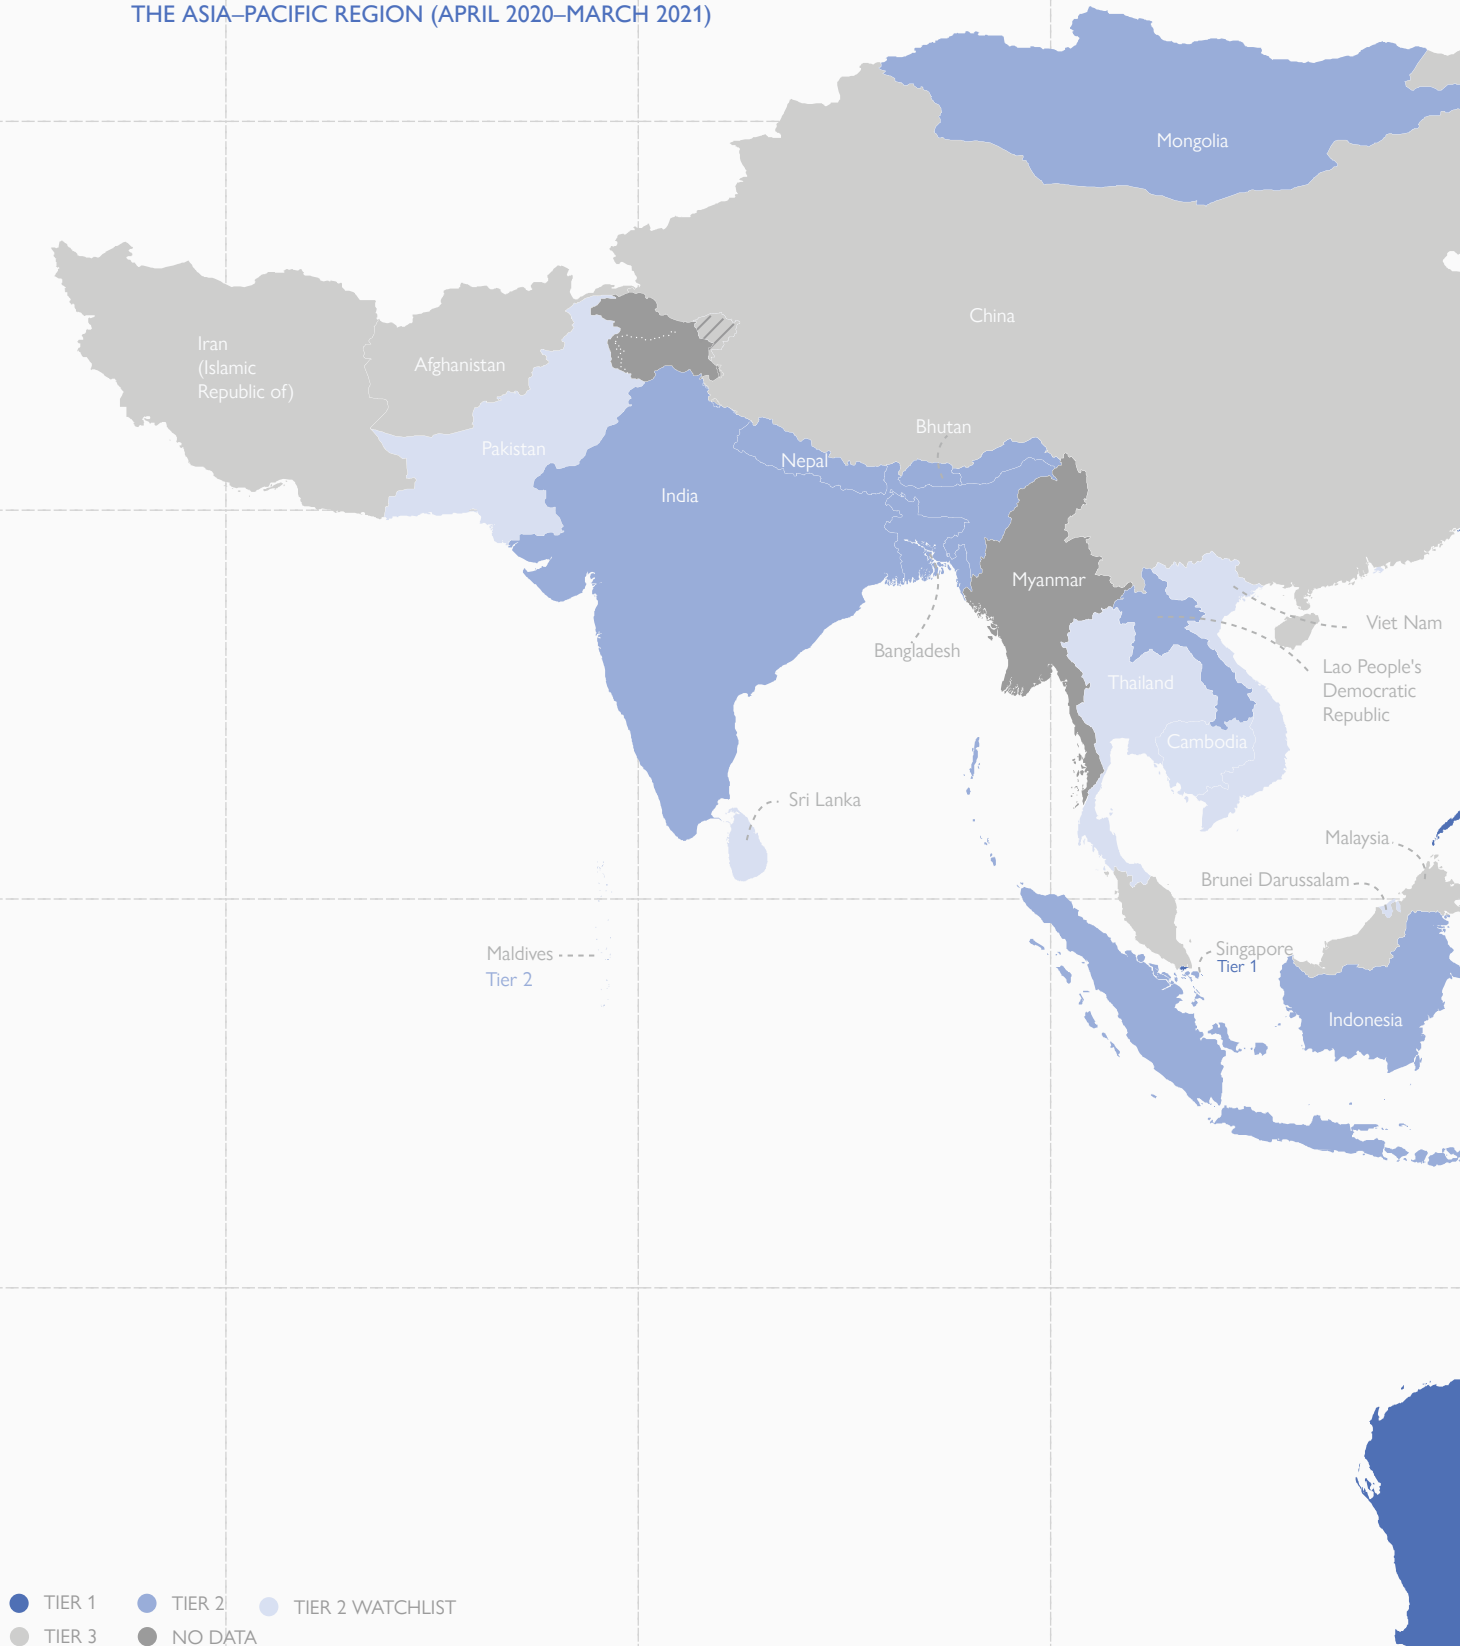 THE ASIA–PACIFIC REGION (APRIL 2020–MARCH 2021)
Mongolia
China
Iran
(Islamic
Republic of)
Afghanistan
Pakistan
Bhutan
Nepal
India
Myanmar
Bangladesh
Viet Nam
Lao People's
Democratic
Republic
Thailand
Cambodia
Sri Lanka
Malaysia
Brunei Darussalam
Maldives
Tier 2
Singapore
Tier 1
Indonesia
TIER 1
TIER 2
TIER 2 WATCHLIST
TIER 3
NO DATA